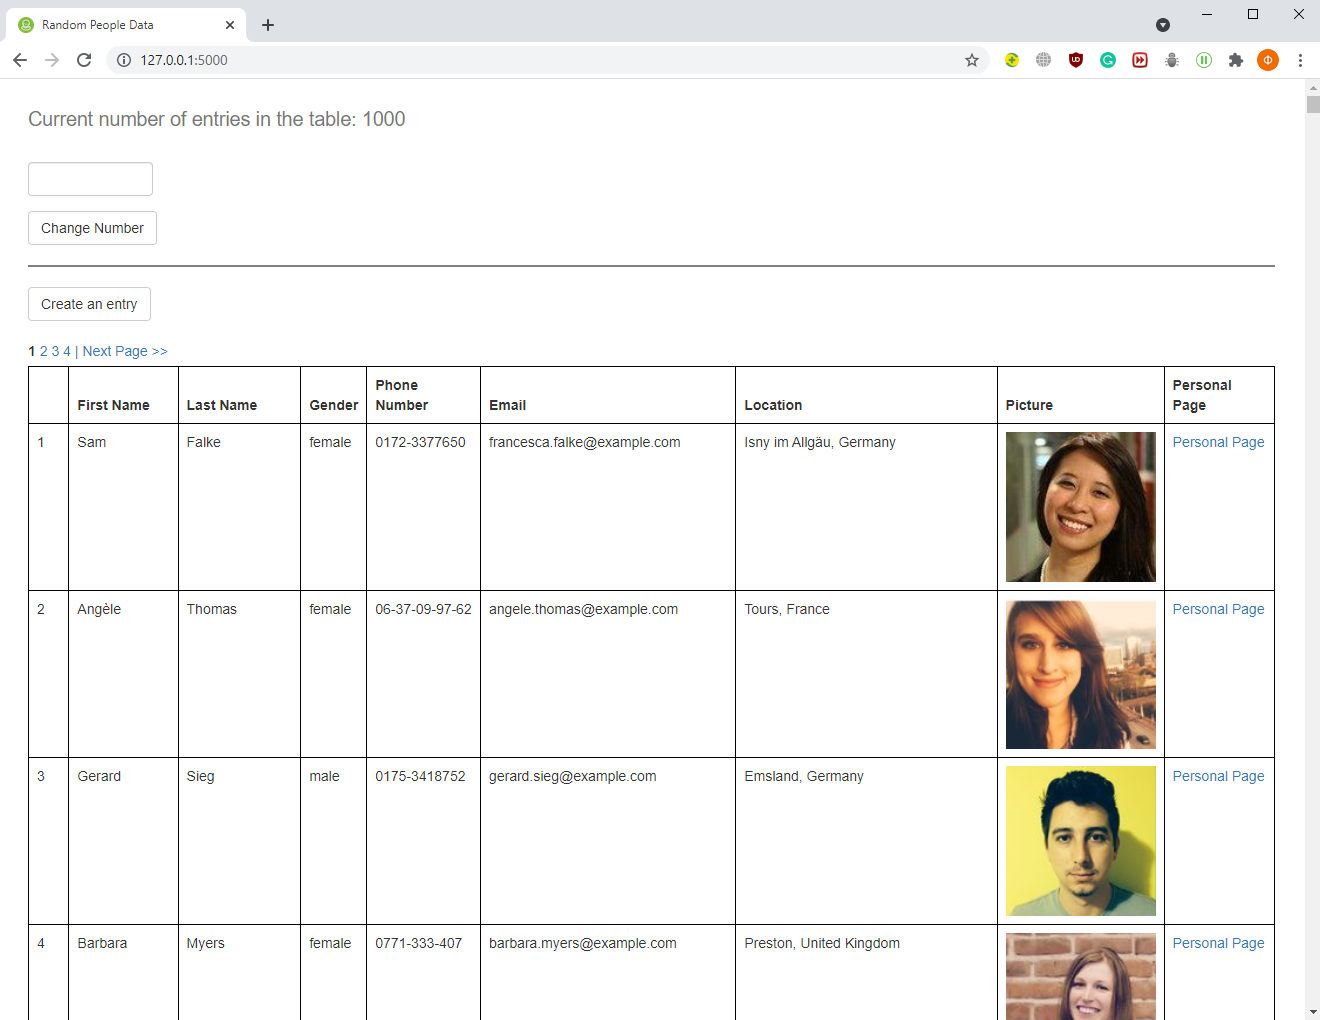 Random People Data
127.0.0.1:5000
Current number of entries in the table: 1000
Change Number
Create an entry
1 2 3 4 | Next Page >>
First Name Last Name Gender Phone Number Email Location Picture Personal Page
1 Sam Falke female 0172-3377650 francesca.falke@example.com Isny im Allgäu, Germany Personal Page
2 Angèle Thomas female 06-37-09-97-62 angele.thomas@example.com Tours, France Personal Page
3 Gerard Sieg male 0175-3418752 gerard.sieg@example.com Emsland, Germany Personal Page
4 Barbara Myers female 0771-333-407 barbara.myers@example.com Preston, United Kingdom Personal Page